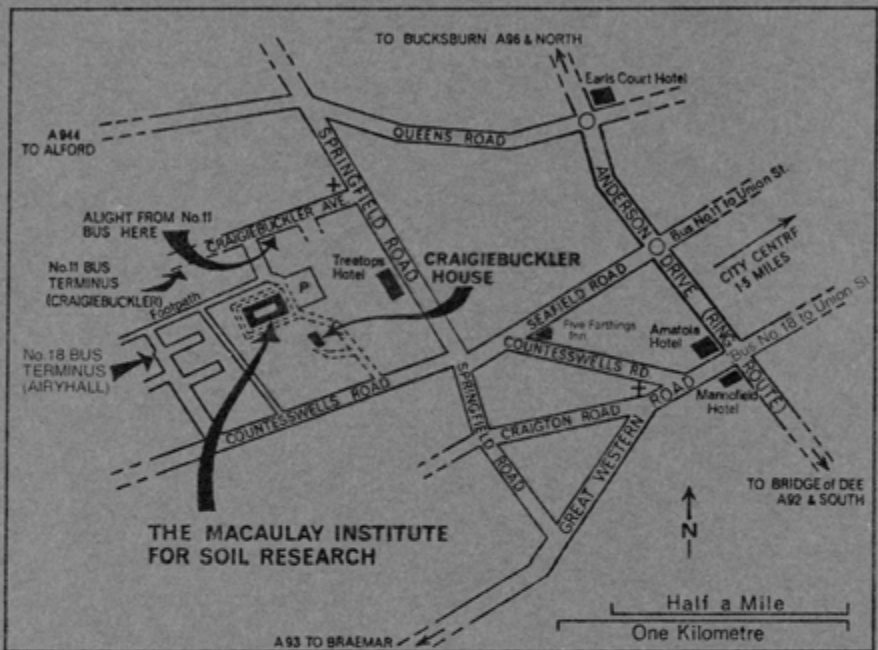 TO BUCKSBURN A96 & NORTH
Earls Court Hotel
A944
TO ALFORD
QUEENS ROAD
SPRINGFIELD ROAD
ANDERSON DRIVE (RING ROUTE)
Bus No.11 to Union St.
ALIGHT FROM No.11
BUS HERE
CRAIGIEBUCKLER AVE.
No.11 BUS
TERMINUS
(CRAIGIEBUCKLER)
Footpath
P
Treetops
Hotel
CRAIGIEBUCKLER
HOUSE
CITY CENTRE
1·5 MILES
SEAFIELD ROAD
Five Farthings
Inn
COUNTESSWELLS RD.
Amatola
Hotel
Bus No.18 to Union St
No.18 BUS
TERMINUS
(AIRYHALL)
COUNTESSWELLS ROAD
SPRINGFIELD
ROAD
CRAIGTON ROAD
GREAT WESTERN ROAD
Mannofield
Hotel
TO BRIDGE of DEE
A92 & SOUTH
THE MACAULAY INSTITUTE
FOR SOIL RESEARCH
N
Half a Mile
One Kilometre
A93 TO BRAEMAR